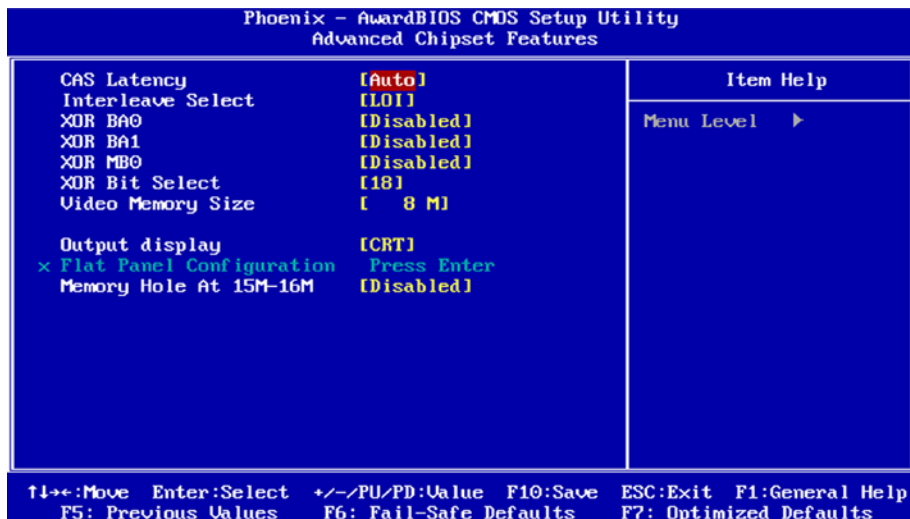 Phoenix - AwardBIOS CMOS Setup Utility
Advanced Chipset Features
CAS Latency [Auto]
Interleave Select [LOI]
XOR BA0 [Disabled]
XOR BA1 [Disabled]
XOR MB0 [Disabled]
XOR Bit Select [18]
Video Memory Size [ 8 M]
Output display [CRT]
x Flat Panel Configuration Press Enter
Memory Hole At 15M-16M [Disabled]
Item Help
Menu Level ▶
↑↓→←:Move Enter:Select +/-/PU/PD:Value F10:Save ESC:Exit F1:General Help
F5: Previous Values F6: Fail-Safe Defaults F7: Optimized Defaults